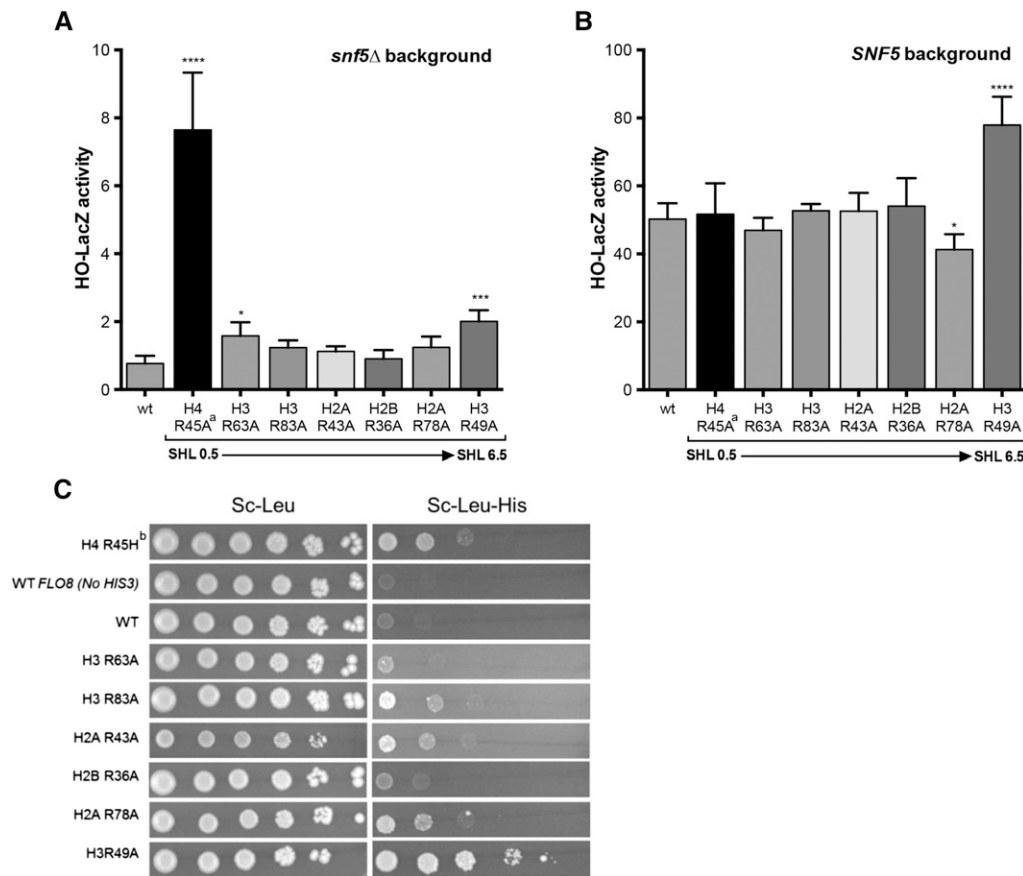 A
snf5Δ background
HO-LacZ activity
10
8
6
4
2
0
****
*
***
wt
H4 R45A a
H3 R63A
H3 R83A
H2A R43A
H2B R36A
H2A R78A
H3 R49A
SHL 0.5
SHL 6.5
B
SNF5 background
HO-LacZ activity
100
80
60
40
20
0
*
****
wt
H4 R45A a
H3 R63A
H3 R83A
H2A R43A
H2B R36A
H2A R78A
H3 R49A
SHL 0.5
SHL 6.5
C
Sc-Leu
Sc-Leu-His
H4 R45H b
WT FLO8 (No HIS3)
WT
H3 R63A
H3 R83A
H2A R43A
H2B R36A
H2A R78A
H3R49A